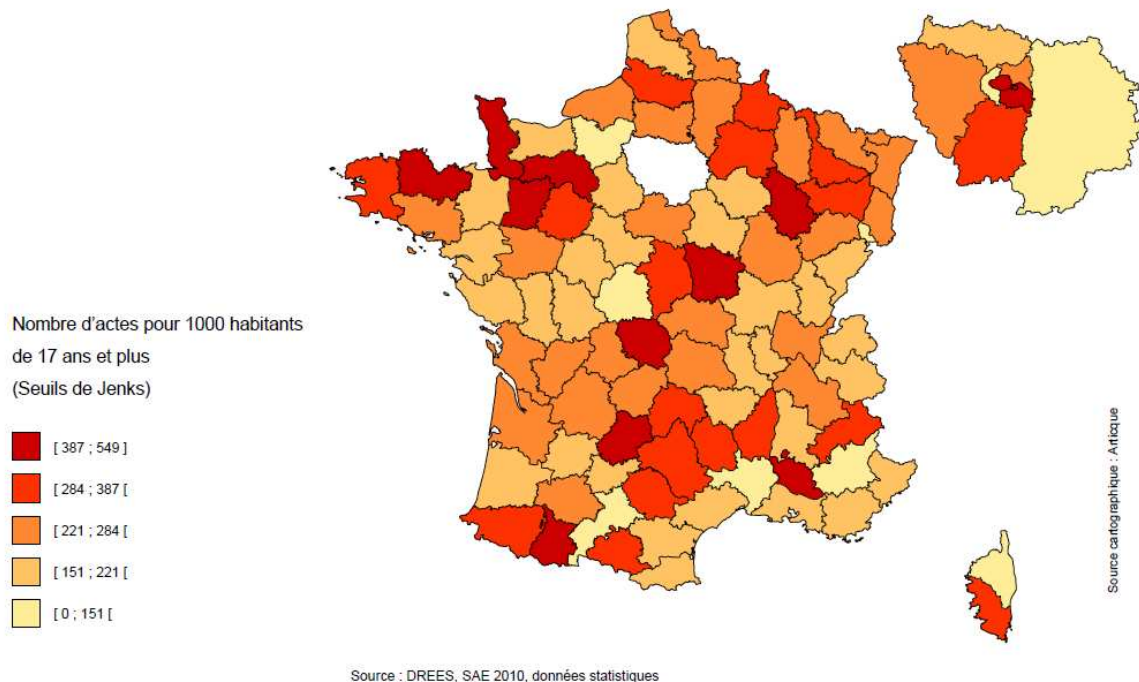 Nombre d'actes pour 1000 habitants
de 17 ans et plus
(Seuils de Jenks)
[ 387 ; 549 ]
[ 284 ; 387 [
[ 221 ; 284 [
[ 151 ; 221 [
[ 0 ; 151 [
Source cartographique : Articque
Source : DREES, SAE 2010, données statistiques